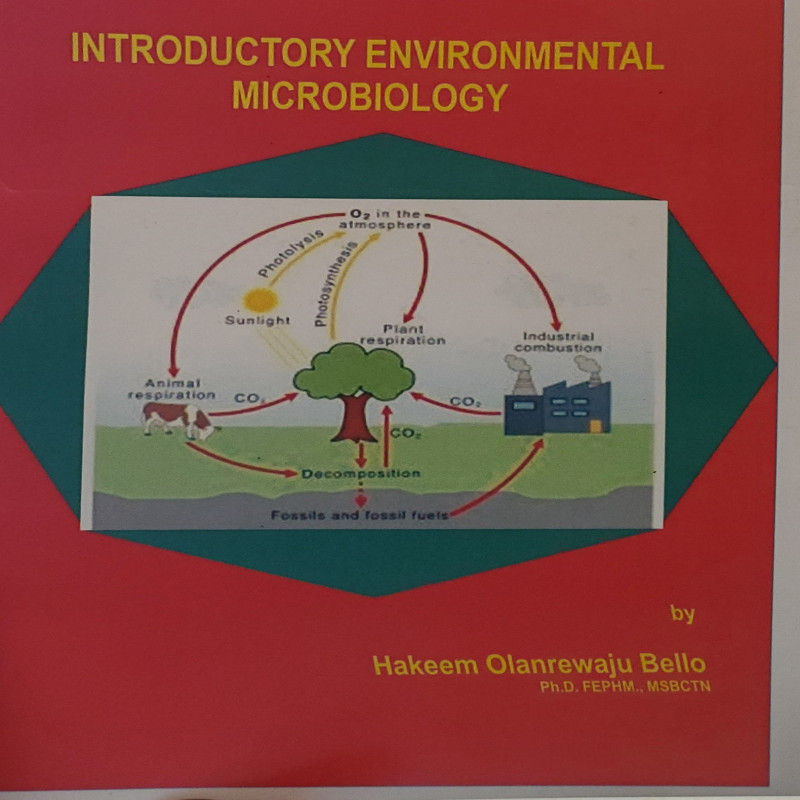 INTRODUCTORY ENVIRONMENTAL
MICROBIOLOGY
O₂ in the
atmosphere
Photolysis
Photosynthesis
Sunlight
Plant
respiration
Industrial
combustion
Animal
respiration
CO₂
CO₂
CO₂
Decomposition
Fossils and fossil fuels
by
Hakeem Olanrewaju Bello
Ph.D. FEPHM., MSBCTN